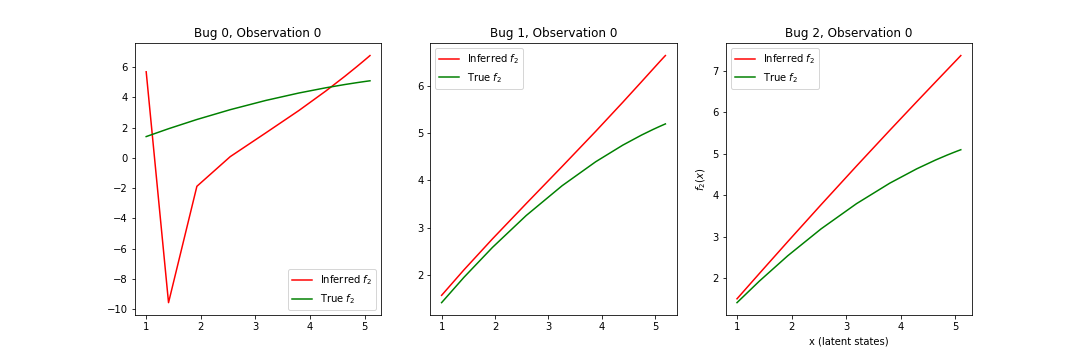 Bug 0, Observation 0
6
4
2
0
−2
−4
−6
−8
−10
Inferred f₂
True f₂
1 2 3 4 5
Bug 1, Observation 0
Inferred f₂
True f₂
6
5
4
3
2
1 2 3 4 5
Bug 2, Observation 0
Inferred f₂
True f₂
7
6
5
4
3
2
f₂(x)
1 2 3 4 5
x (latent states)